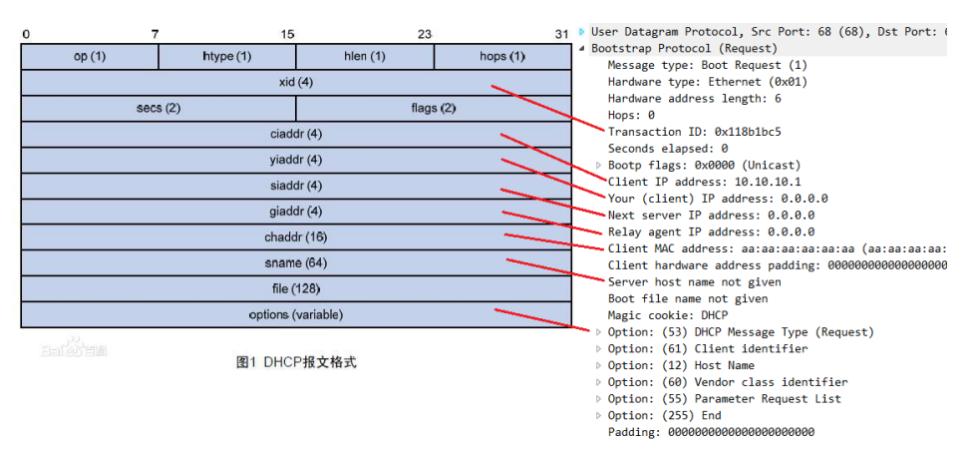 0 7 15 23 31
op (1) htype (1) hlen (1) hops (1)
xid (4)
secs (2) flags (2)
ciaddr (4)
yiaddr (4)
siaddr (4)
giaddr (4)
chaddr (16)
sname (64)
file (128)
options (variable)
Baidu百科
图1 DHCP报文格式
User Datagram Protocol, Src Port: 68 (68), Dst Port:
Bootstrap Protocol (Request)
Message type: Boot Request (1)
Hardware type: Ethernet (0x01)
Hardware address length: 6
Hops: 0
Transaction ID: 0x118b1bc5
Seconds elapsed: 0
Bootp flags: 0x0000 (Unicast)
Client IP address: 10.10.10.1
Your (client) IP address: 0.0.0.0
Next server IP address: 0.0.0.0
Relay agent IP address: 0.0.0.0
Client MAC address: aa:aa:aa:aa:aa:aa (aa:aa:aa:aa:
Client hardware address padding: 00000000000000000
Server host name not given
Boot file name not given
Magic cookie: DHCP
Option: (53) DHCP Message Type (Request)
Option: (61) Client identifier
Option: (12) Host Name
Option: (60) Vendor class identifier
Option: (55) Parameter Request List
Option: (255) End
Padding: 0000000000000000000000